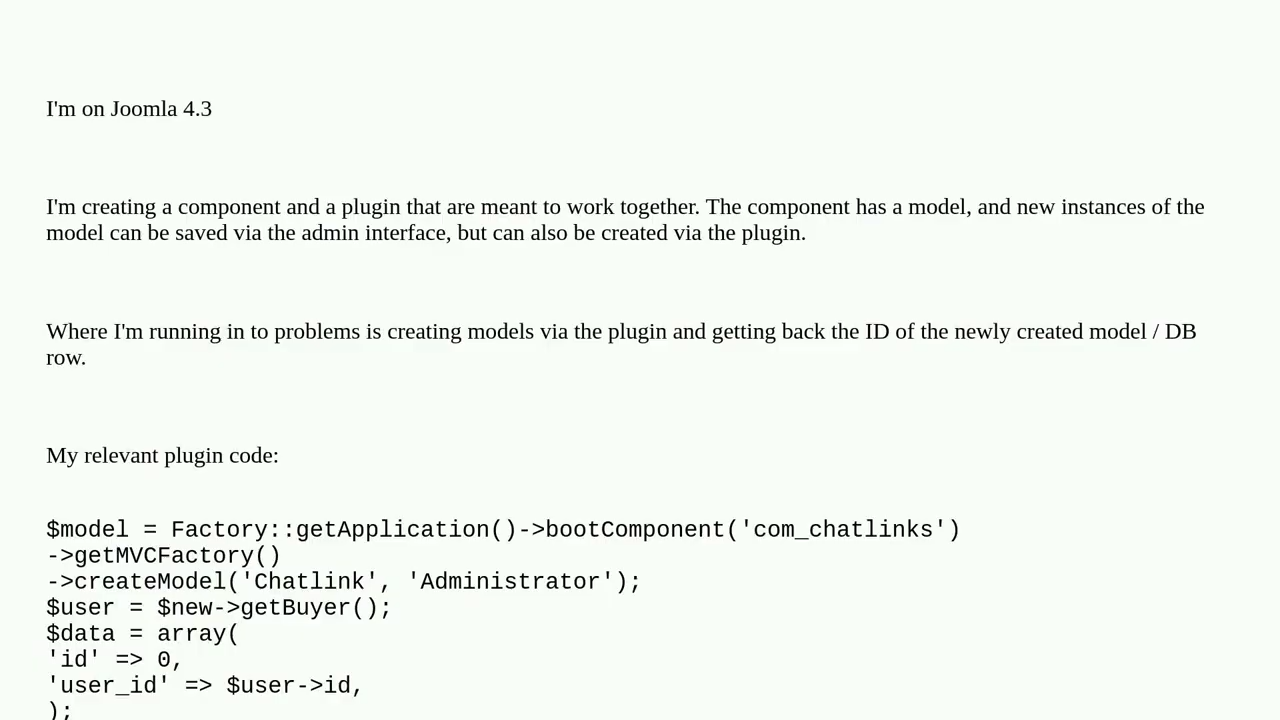 I'm on Joomla 4.3
I'm creating a component and a plugin that are meant to work together. The component has a model, and new instances of the
model can be saved via the admin interface, but can also be created via the plugin.
Where I'm running in to problems is creating models via the plugin and getting back the ID of the newly created model / DB
row.
My relevant plugin code:
$model = Factory::getApplication()->bootComponent('com_chatlinks')
->getMVCFactory()
->createModel('Chatlink', 'Administrator');
$user = $new->getBuyer();
$data = array(
'id' => 0,
'user_id' => $user->id,
);